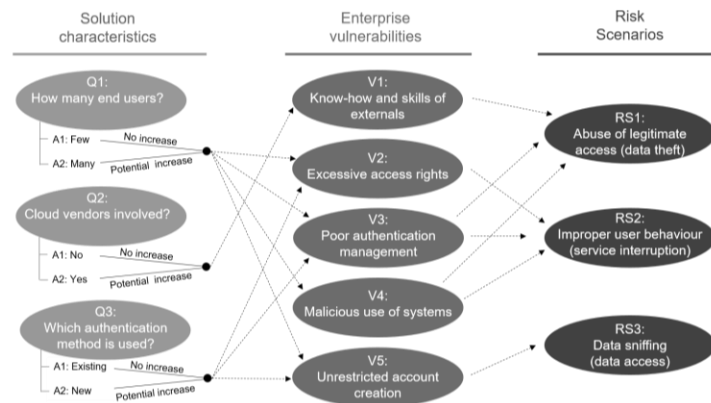 Solution
characteristics
Enterprise
vulnerabilities
Risk
Scenarios
Q1:
How many end users?
A1: Few
No increase
A2: Many
Potential increase
Q2:
Cloud vendors involved?
A1: No
No increase
A2: Yes
Potential increase
Q3:
Which authentication
method is used?
A1: Existing
No increase
A2: New
Potential increase
V1:
Know-how and skills of
externals
V2:
Excessive access rights
V3:
Poor authentication
management
V4:
Malicious use of systems
V5:
Unrestricted account
creation
RS1:
Abuse of legitimate
access (data theft)
RS2:
Improper user behaviour
(service interruption)
RS3:
Data sniffing
(data access)